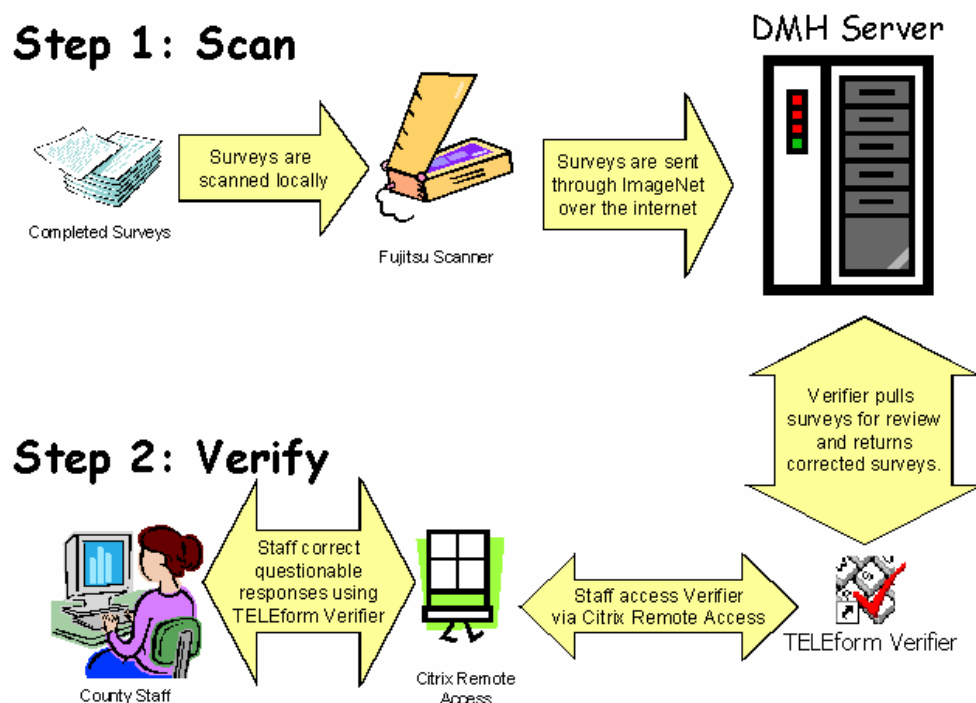 Step 1: Scan
DMH Server
Surveys are
scanned locally
Surveys are sent
through ImageNet
over the internet
Completed Surveys
Fujitsu Scanner
Verifier pulls
surveys for review
and returns
corrected surveys.
Step 2: Verify
Staff correct
questionable
responses using
TELEform Verifier
Staff access Verifier
via Citrix Remote Access
TELEform Verifier
County Staff
Citrix Remote
Access